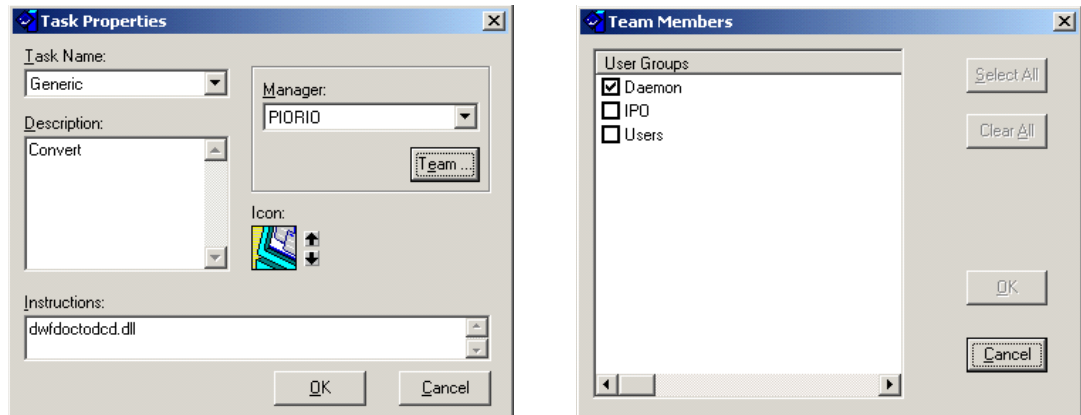 Task Properties
Task Name:
Generic
Manager:
PIORIO
Description:
Convert
Team ...
Icon:
Instructions:
dwfdoctodcd.dll
OK
Cancel
Team Members
User Groups
Daemon
IPO
Users
Select All
Clear All
OK
Cancel